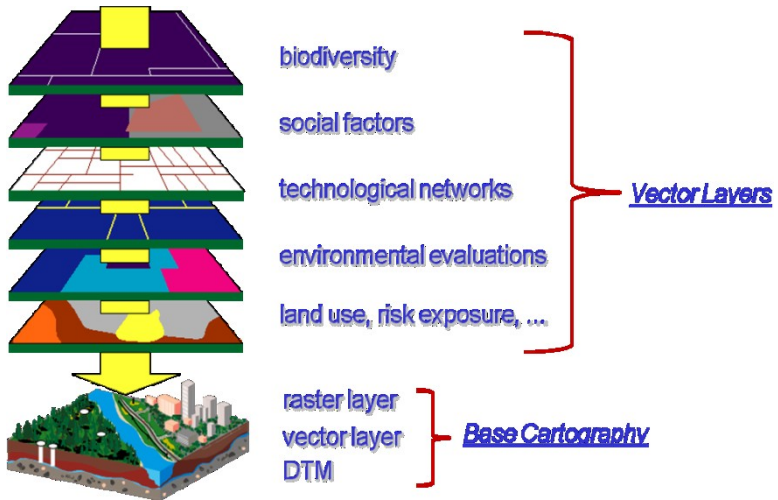 biodiversity
social factors
technological networks
Vector Layers
environmental evaluations
land use, risk exposure, ...
raster layer
vector layer
Base Cartography
DTM